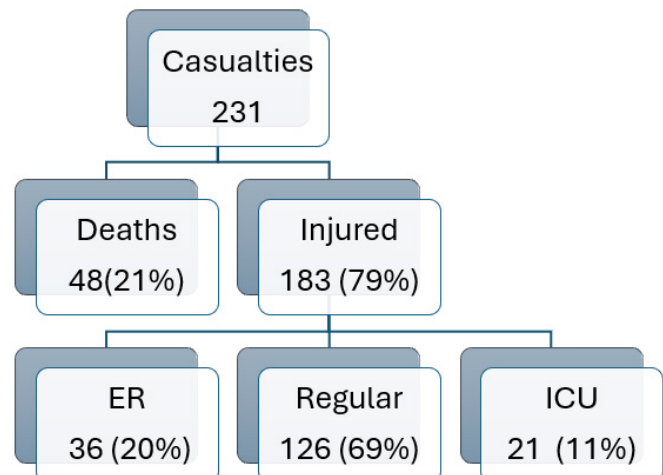 Casualties
231
Deaths
48(21%)
Injured
183 (79%)
ER
36 (20%)
Regular
126 (69%)
ICU
21 (11%)